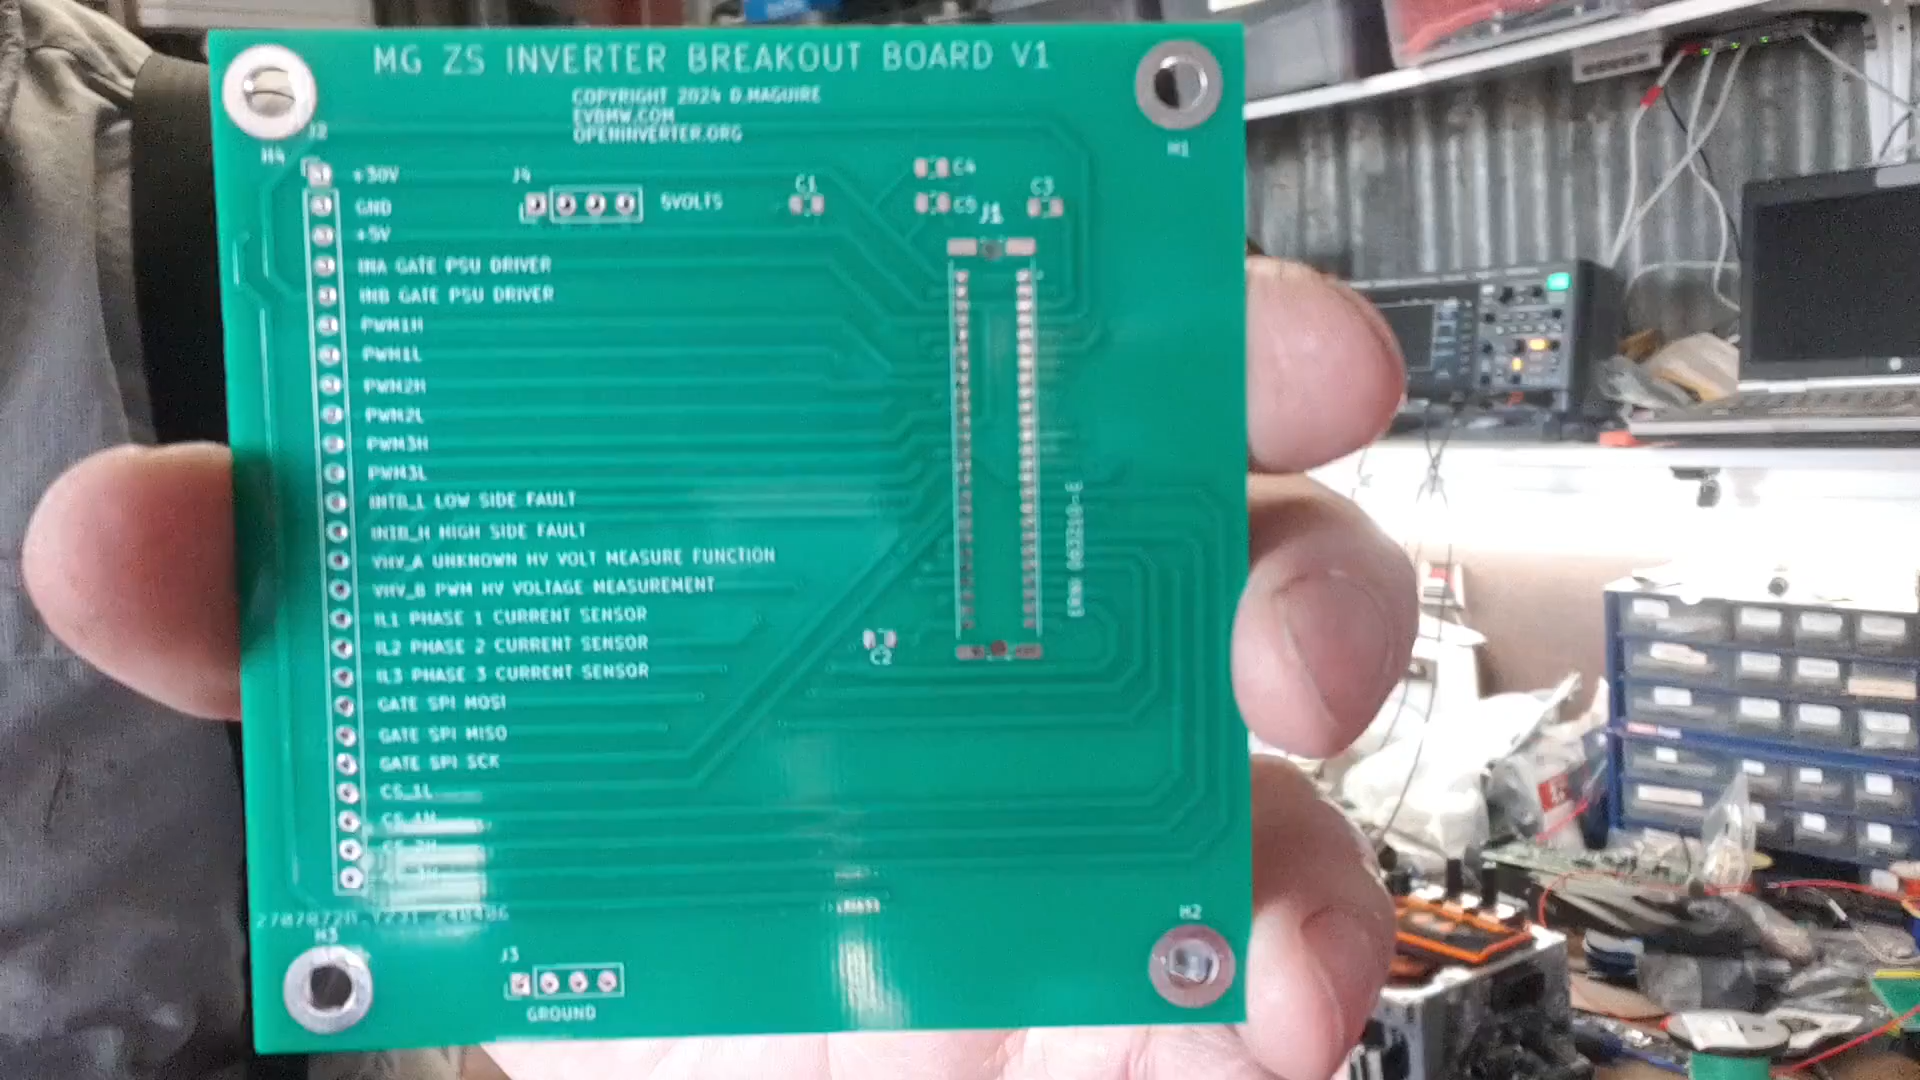 MG ZS INVERTER BREAKOUT BOARD V1
COPYRIGHT 2024 D.MAGUIRE
EVBMW.COM
OPENINVERTER.ORG
J2
H1
+30V
J4
C4
GND
5VOLTS
C1
C5
C3
J1
+5V
INA GATE PSU DRIVER
INB GATE PSU DRIVER
PWM1H
PWM1L
PWM2H
PWM2L
PWM3H
PWM3L
INTB_L LOW SIDE FAULT
INTB_H HIGH SIDE FAULT
VHV_A UNKNOWN HV VOLT MEASURE FUNCTION
VHV_B PWM HV VOLTAGE MEASUREMENT
IL1 PHASE 1 CURRENT SENSOR
IL2 PHASE 2 CURRENT SENSOR
IL3 PHASE 3 CURRENT SENSOR
C2
GATE SPI MOSI
GATE SPI MISO
GATE SPI SCK
CS_1L
CS_1H
CS_2H
H3
H2
J3
GROUND